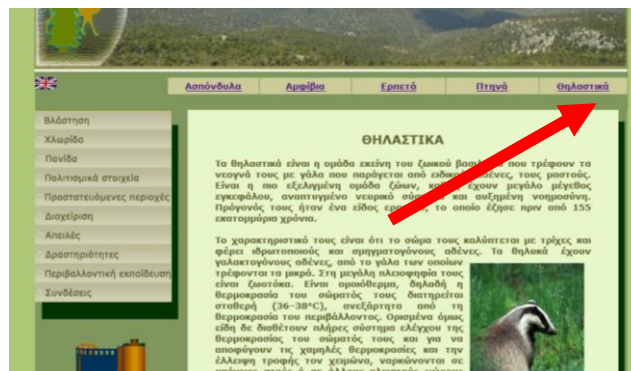 Ασπόνδυλα Αμφίβια Ερπετά Πτηνά Θηλαστικά
Βλάστηση
Χλωρίδα
Πανίδα
Πολιτισμικά στοιχεία
Προστατευόμενες περιοχές
Διαχείριση
Απειλές
Δραστηριότητες
Περιβαλλοντική εκπαίδευση
Συνδέσεις
ΘΗΛΑΣΤΙΚΑ
Τα θηλαστικά είναι η ομάδα εκείνη του ζωικού που τρέφουν τα
νεογνά τους με γάλα που παράγεται από ειδικούς αδένες, τους μαστούς.
Είναι η πιο εξελιγμένη ομάδα ζώων, έχουν μεγάλο μέγεθος
εγκεφάλου, αναπτυγμένο νευρικό και αυξημένη νοημοσύνη.
Πρόγονός τους ήταν ένα είδος το οποίο έζησε πριν από 155
εκατομμύρια χρόνια.
Το χαρακτηριστικό τους είναι ότι το σώμα τους καλύπτεται με τρίχες και
φέρει ιδρωτοποιούς και σμηγματογόνους αδένες. Τα θηλυκά έχουν
γαλακτογόνους αδένες, από το γάλα των οποίων
τρέφονται τα μικρά. Στη μεγάλη πλειοψηφία τους
είναι ζωοτόκα. Είναι ομοιόθερμα, δηλαδή η
θερμοκρασία του σώματός τους διατηρείται
σταθερή (36-38°C), ανεξάρτητα από τη
θερμοκρασία του περιβάλλοντος. Ορισμένα όμως
είδη δε διαθέτουν πλήρες σύστημα ελέγχου της
θερμοκρασίας του σώματός τους και για να
αποφύγουν τις χαμηλές θερμοκρασίες και την
έλλειψη τροφής τον χειμώνα, ναρκώνονται σε